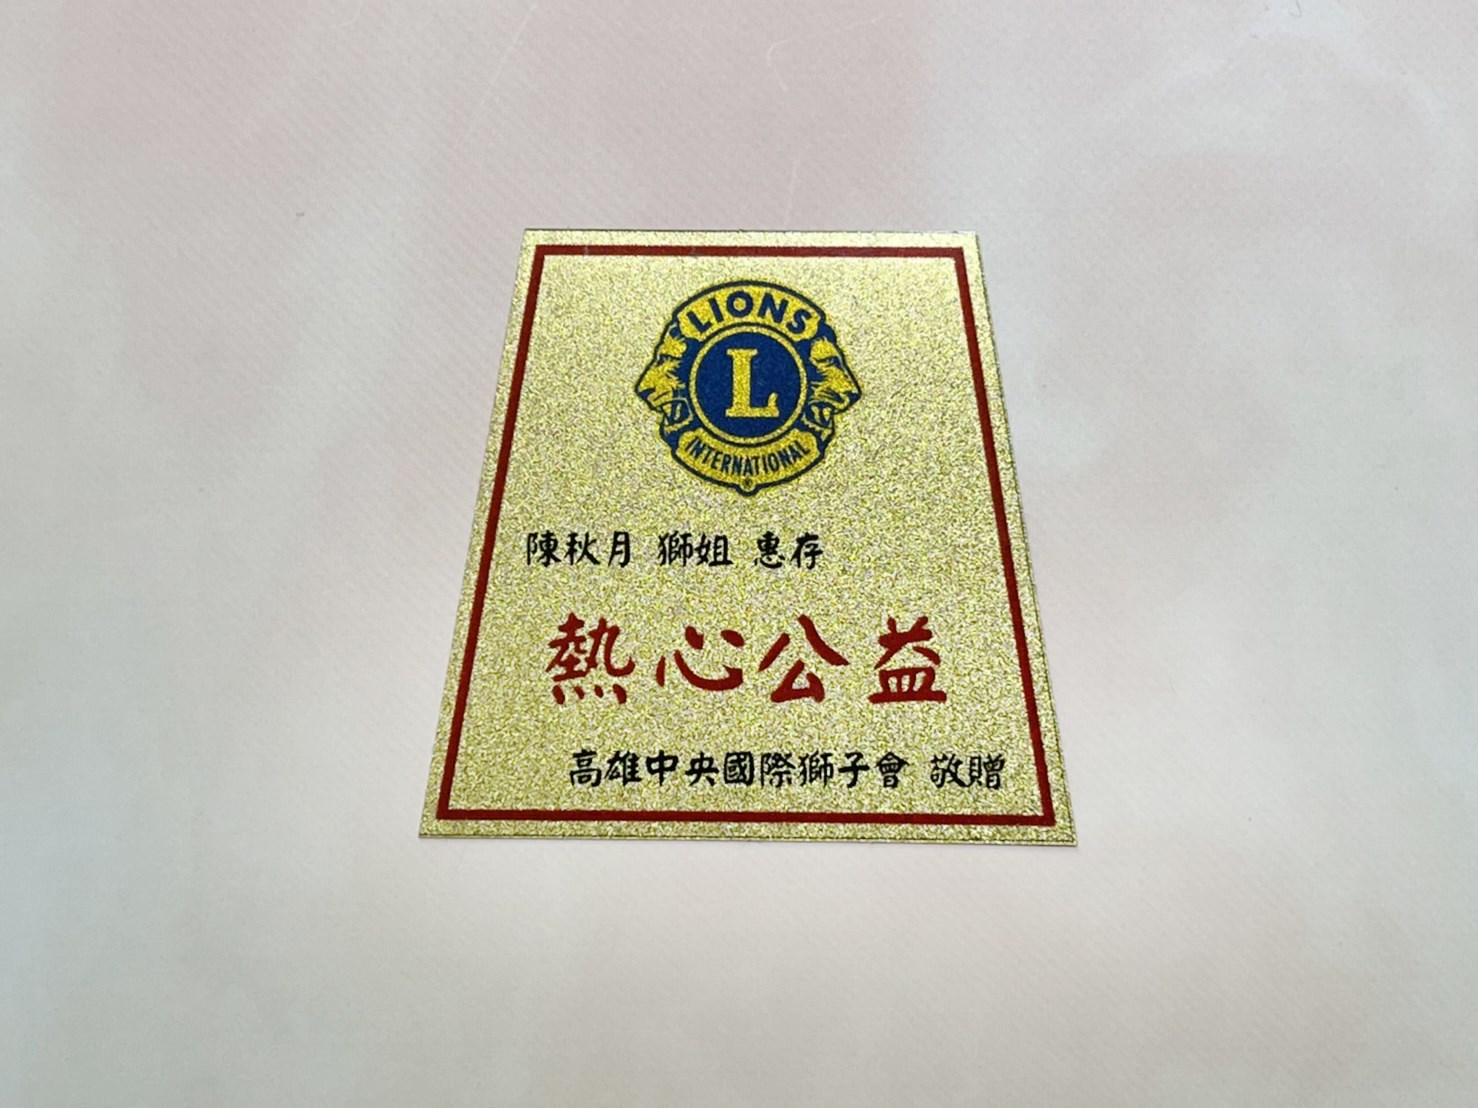 LIONS
L
INTERNATIONAL
®
陳秋月 獅姐 惠存
熱心公益
高雄中央國際獅子會 敬贈